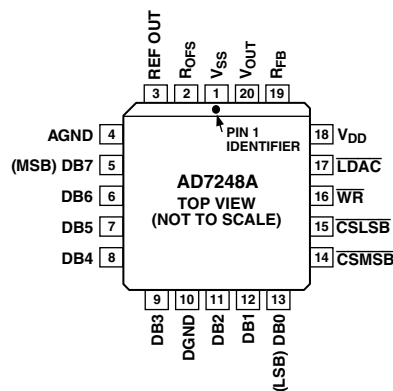 REF OUT
ROFS
VSS
VOUT
RFB
3 2 1 20 19
PIN 1
IDENTIFIER
AGND 4
(MSB) DB7 5
DB6 6
DB5 7
DB4 8
AD7248A
TOP VIEW
(NOT TO SCALE)
18 VDD
17 LDAC
16 WR
15 CSLSB
14 CSMSB
9 10 11 12 13
DB3
DGND
DB2
DB1
(LSB) DB0